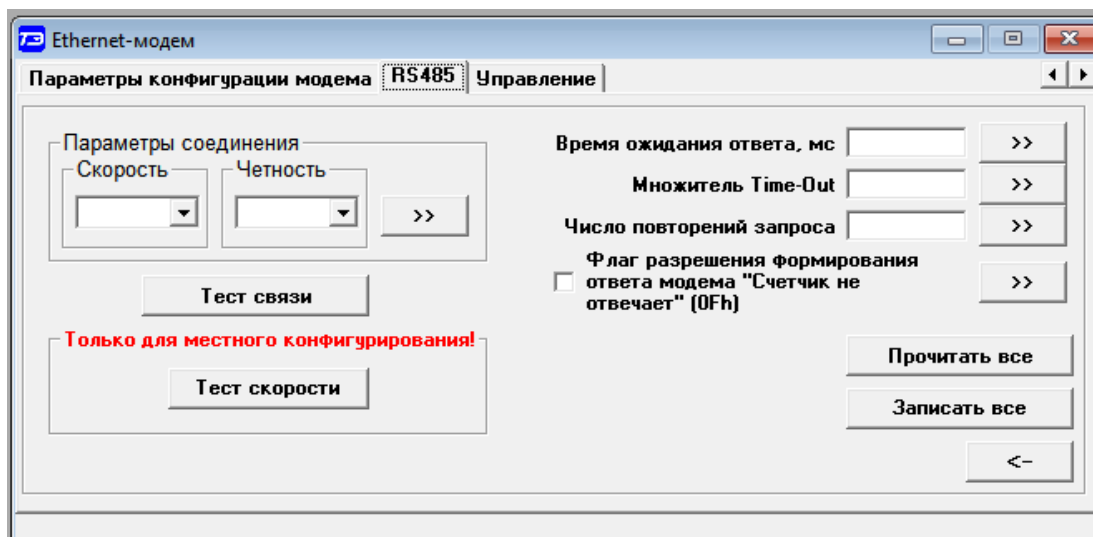 ТЭ Ethernet-модем
Параметры конфигурации модема RS485 Управление
Параметры соединения
Скорость Четность
>>
Тест связи
Только для местного конфигурирования!
Тест скорости
Время ожидания ответа, мс >>
Множитель Time-Out >>
Число повторений запроса >>
Флаг разрешения формирования
ответа модема "Счетчик не >>
отвечает" (0Fh)
Прочитать все
Записать все
<-